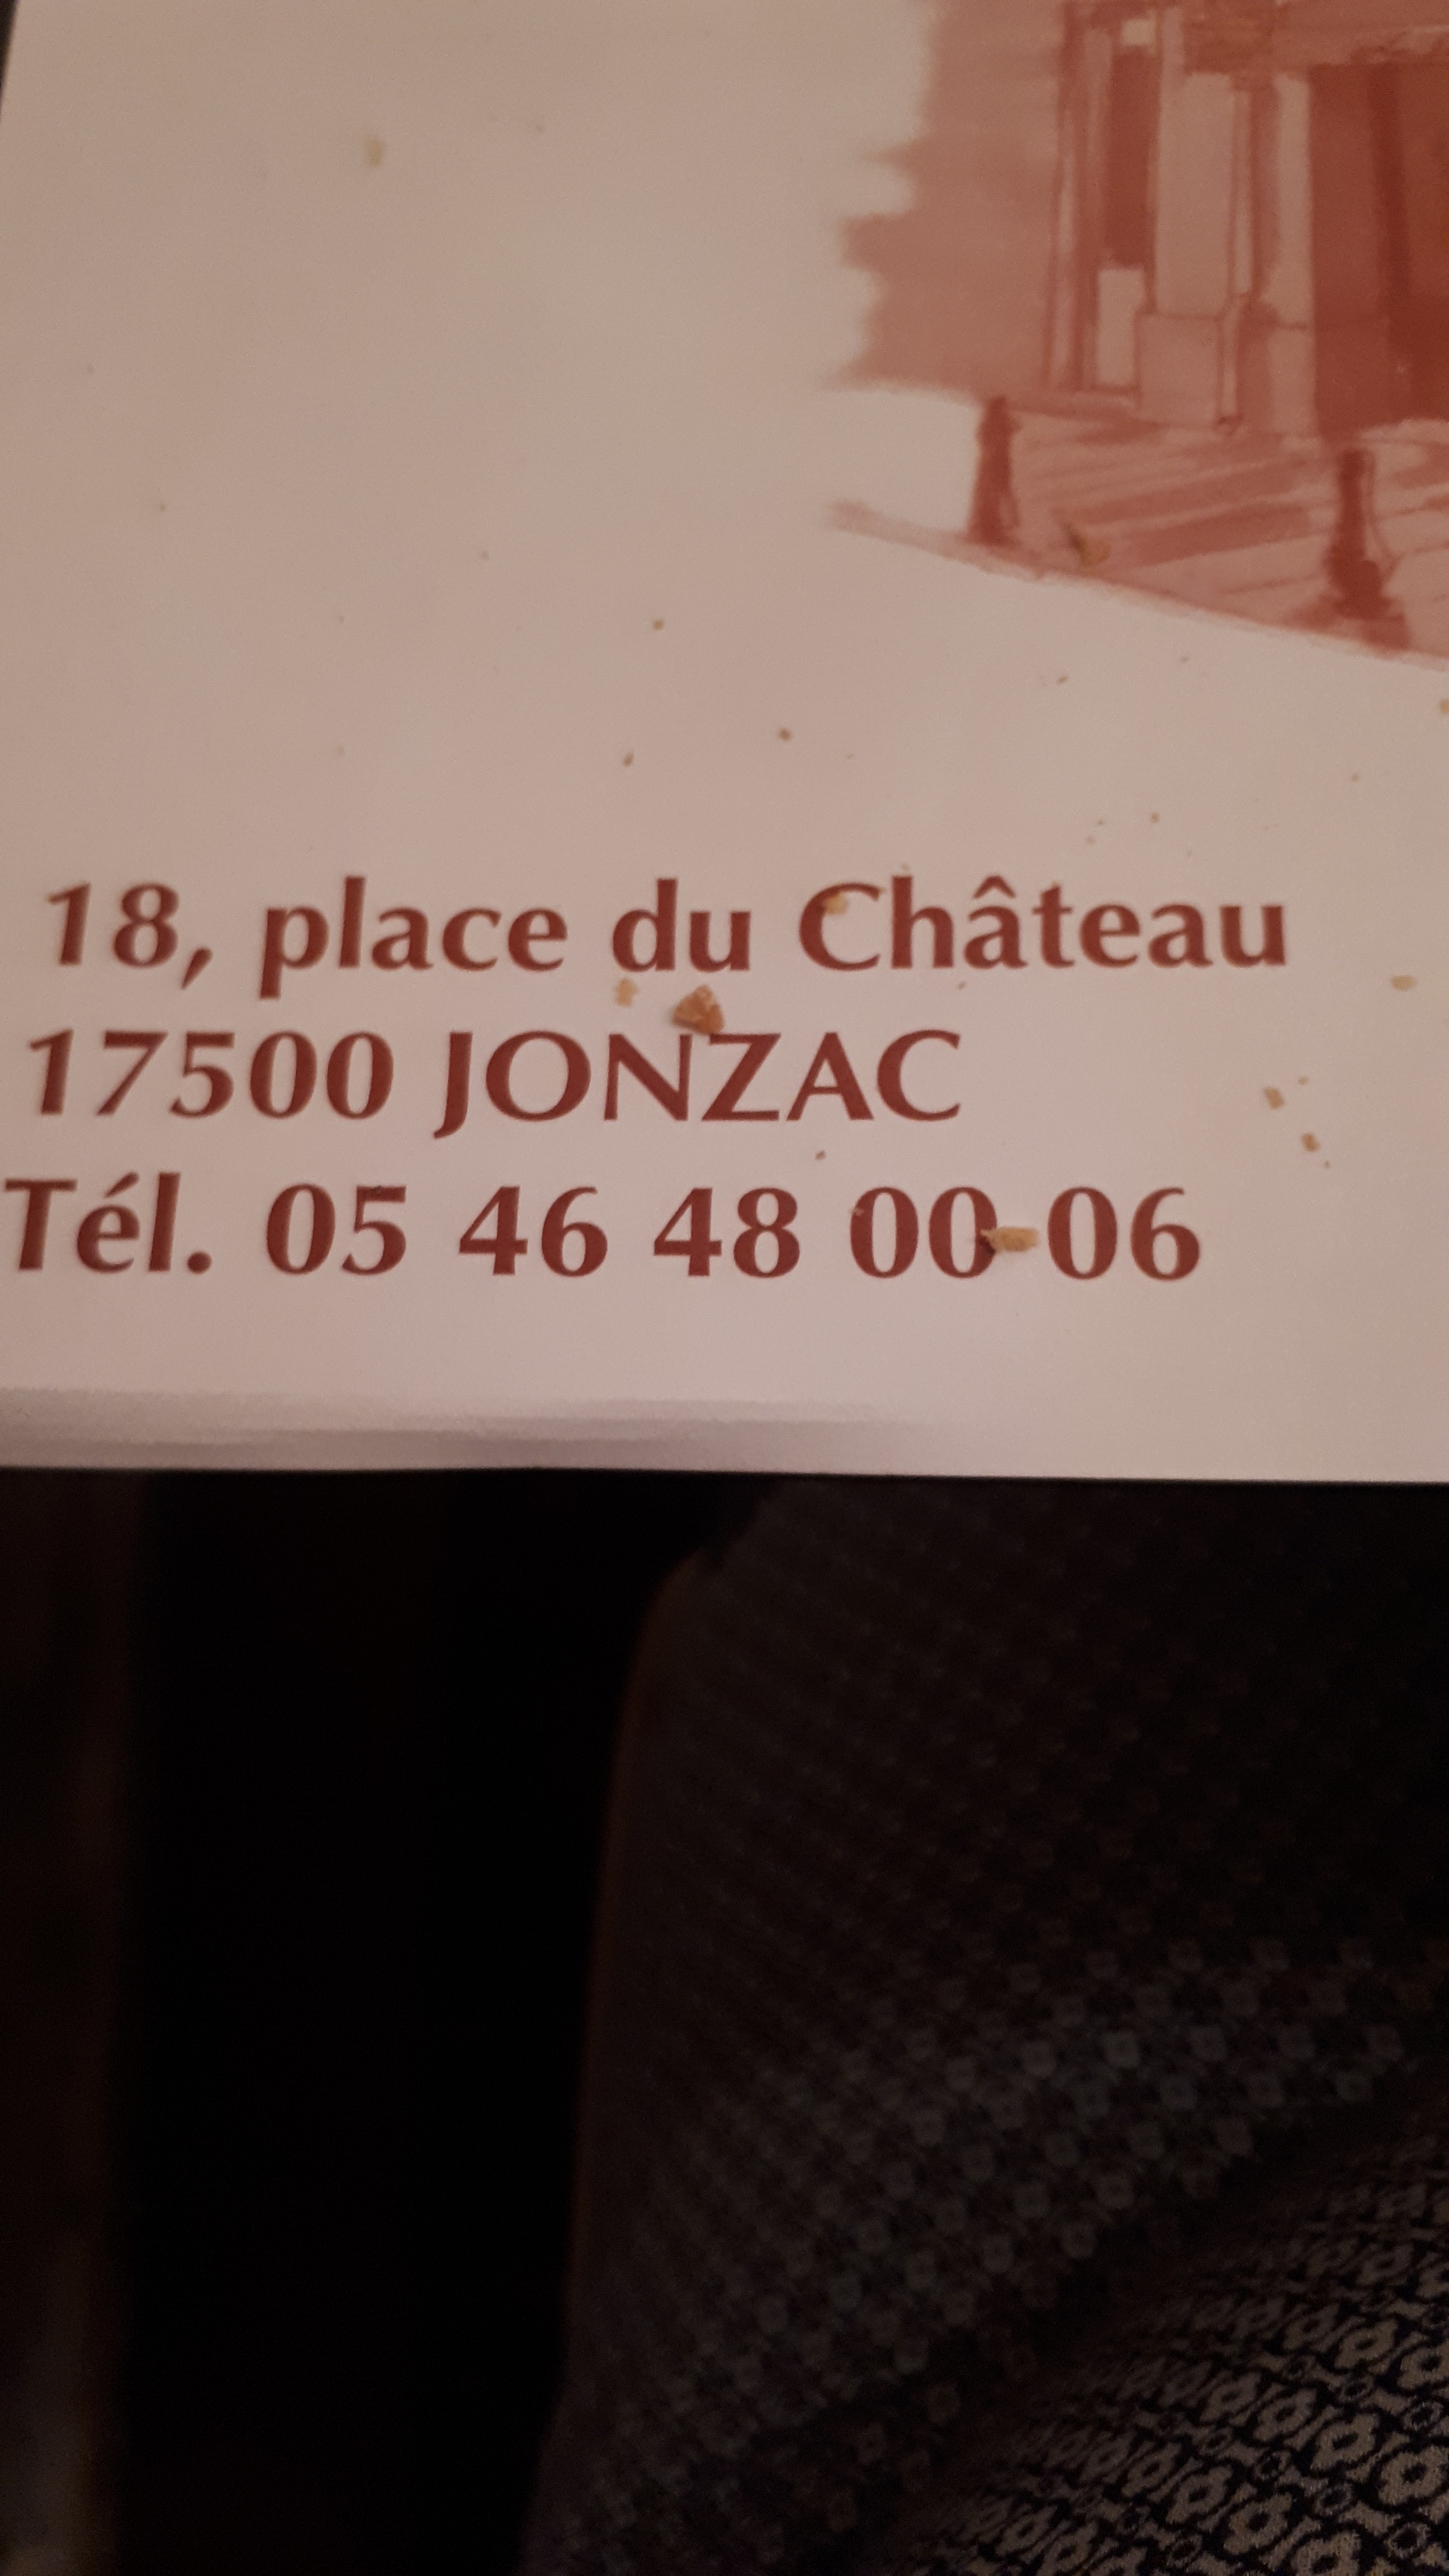 18, place du Château
17500 JONZAC
Tél. 05 46 48 00 06